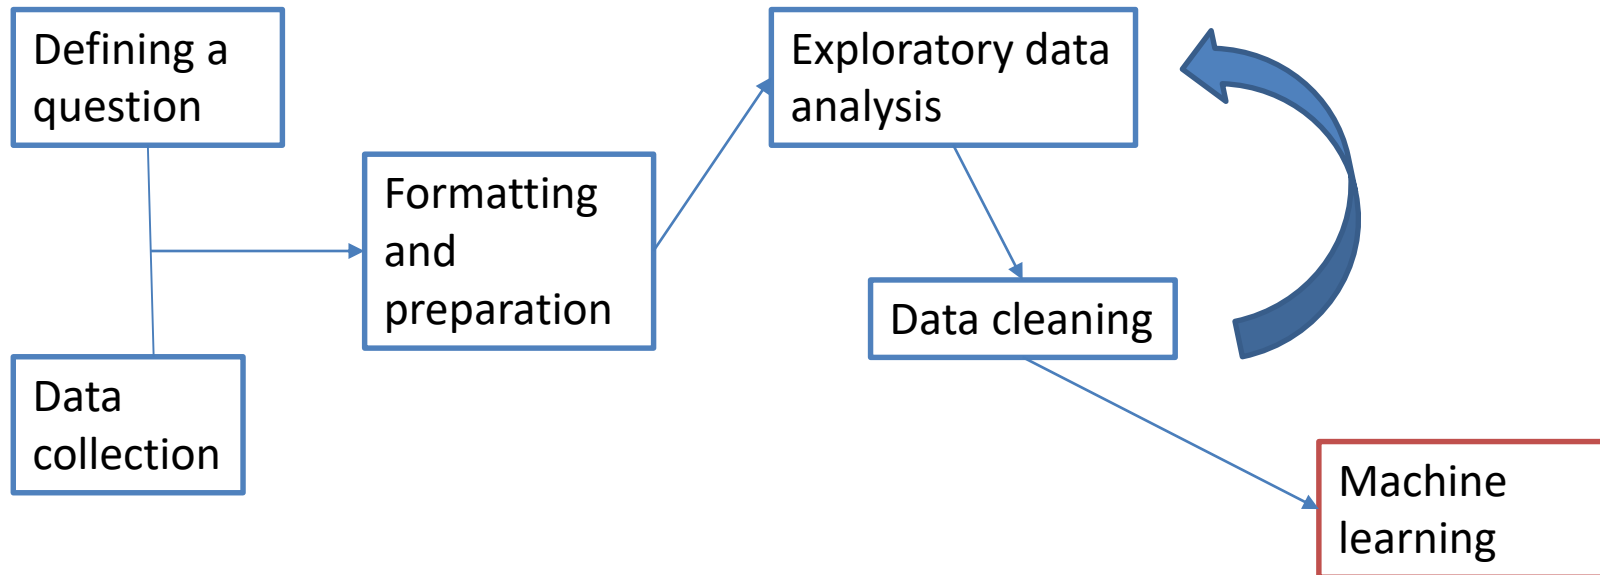 Defining a
question
Data
collection
Formatting
and
preparation
Exploratory data
analysis
Data cleaning
Machine
learning